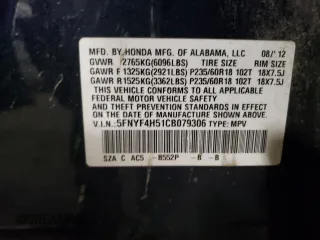 MFD. BY HONDA MFG. OF ALABAMA, LLC 08/'12
GVWR 2765KG(6096LBS) TIRE SIZE RIM SIZE
GAWR F 1325KG(2921LBS) P235/60R18 102T 18X7.5J
GAWR R 1525KG(3362LBS) P235/60R18 102T 18X7.5J
THIS VEHICLE CONFORMS TO ALL APPLICABLE
FEDERAL MOTOR VEHICLE SAFETY
AND THEFT PREVENTION STANDARDS IN EFFECT
ON THE DATE OF MANUFACTURE SHOWN ABOVE.
V.I.N.: 5FNYF4H51CB079306 TYPE: MPV
SZA C AC5 B552P -B -B